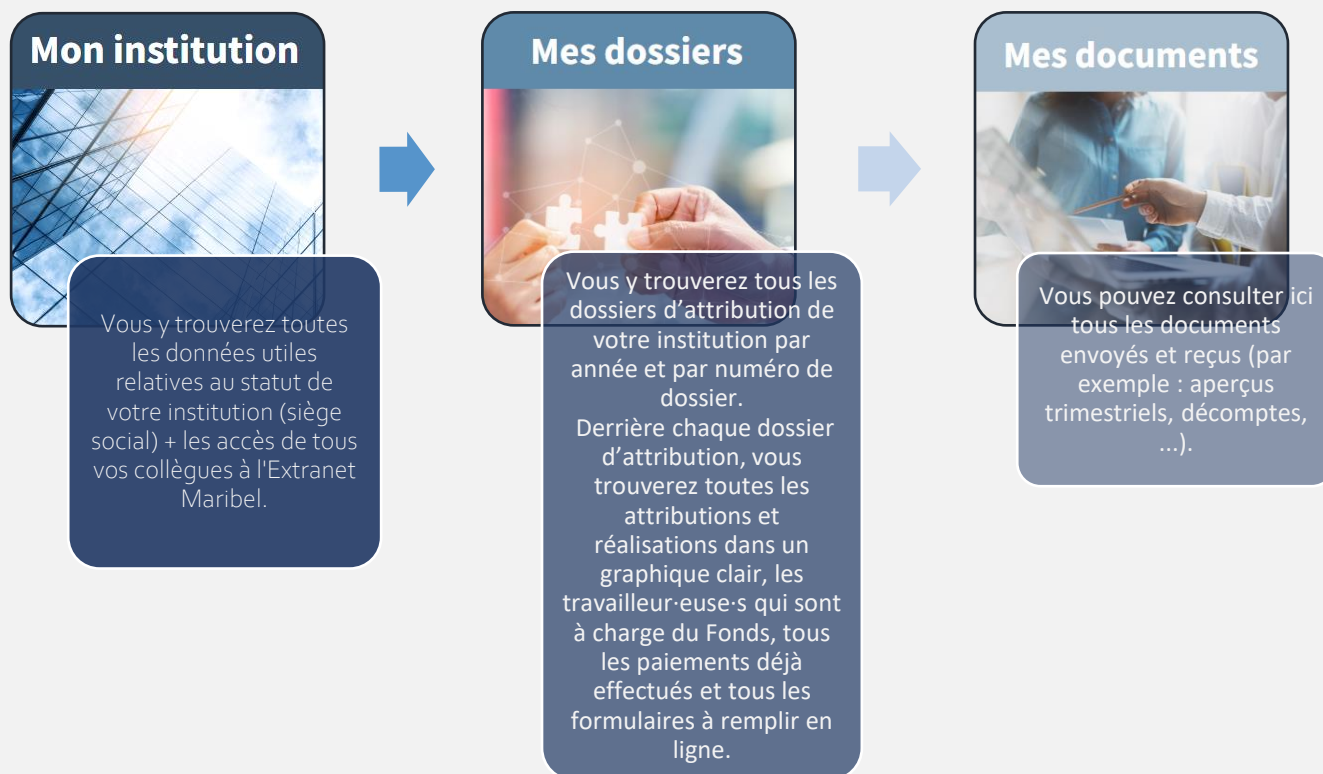 Mon institution
Vous y trouverez toutes
les données utiles
relatives au statut de
votre institution (siège
social) + les accès de tous
vos collègues à l'Extranet
Maribel.
Mes dossiers
Vous y trouverez tous les
dossiers d’attribution de
votre institution par
année et par numéro de
dossier.
Derrière chaque dossier
d’attribution, vous
trouverez toutes les
attributions et
réalisations dans un
graphique clair, les
travailleur·euse·s qui sont
à charge du Fonds, tous
les paiements déjà
effectués et tous les
formulaires à remplir en
ligne.
Mes documents
Vous pouvez consulter ici
tous les documents
envoyés et reçus (par
exemple : aperçus
trimestriels, décomptes,
...).